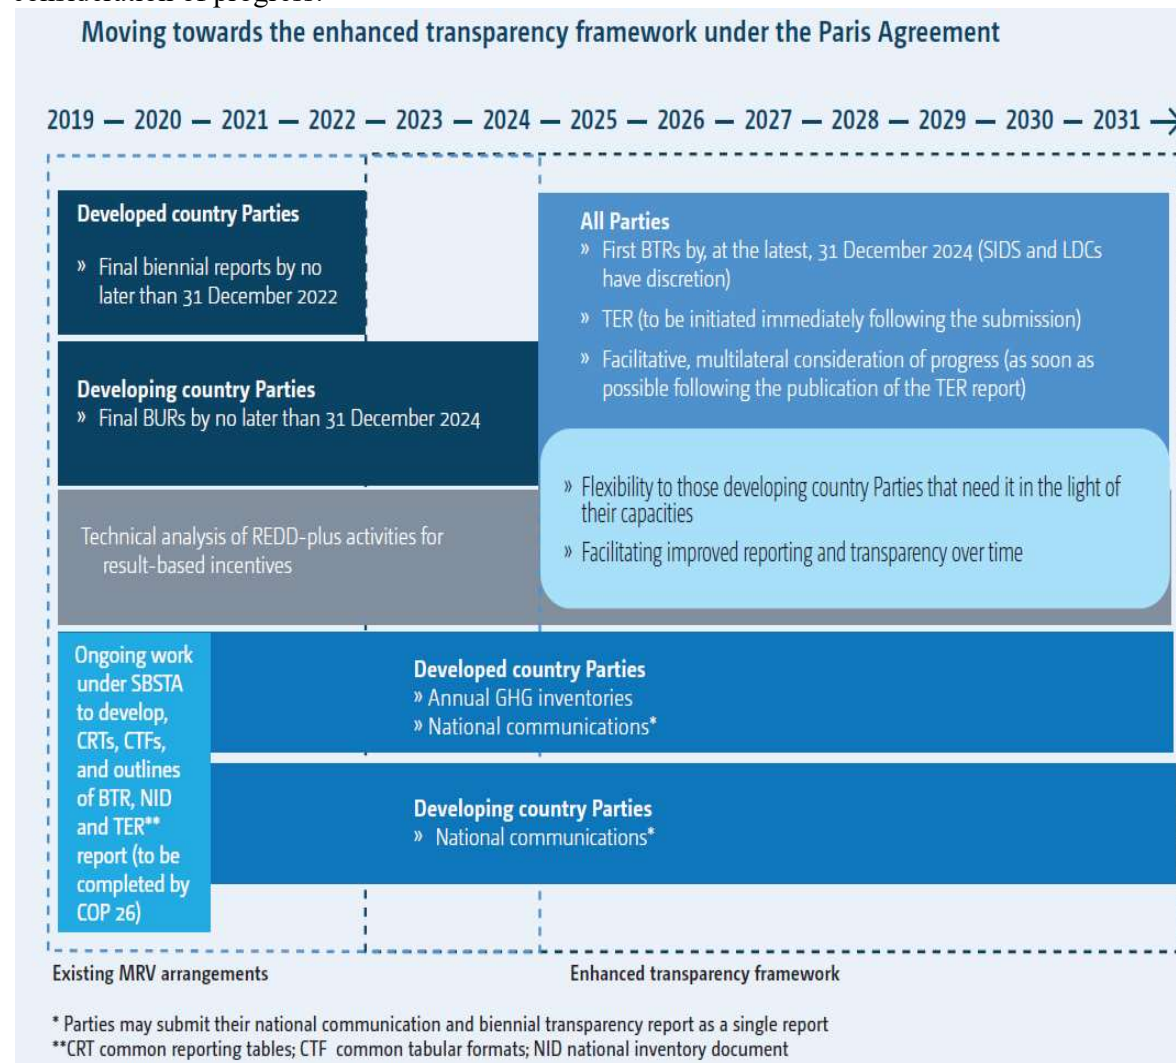 consideration of progress.
Moving towards the enhanced transparency framework under the Paris Agreement
2019 — 2020 — 2021 — 2022 — 2023 — 2024 — 2025 — 2026 — 2027 — 2028 — 2029 — 2030 — 2031
Developed country Parties
» Final biennial reports by no
later than 31 December 2022
Developing country Parties
» Final BURs by no later than 31 December 2024
All Parties
» First BTRs by, at the latest, 31 December 2024 (SIDS and LDCs
have discretion)
» TER (to be initiated immediately following the submission)
» Facilitative, multilateral consideration of progress (as soon as
possible following the publication of the TER report)
» Flexibility to those developing country Parties that need it in the light of
their capacities
» Facilitating improved reporting and transparency over time
Technical analysis of REDD-plus activities for
result-based incentives
Ongoing work
under SBSTA
to develop,
CRTs, CTFs,
and outlines
of BTR, NID
and TER**
report (to be
completed by
COP 26)
Developed country Parties
» Annual GHG inventories
» National communications*
Developing country Parties
» National communications*
Existing MRV arrangements
Enhanced transparency framework
* Parties may submit their national communication and biennial transparency report as a single report
**CRT common reporting tables; CTF common tabular formats; NID national inventory document